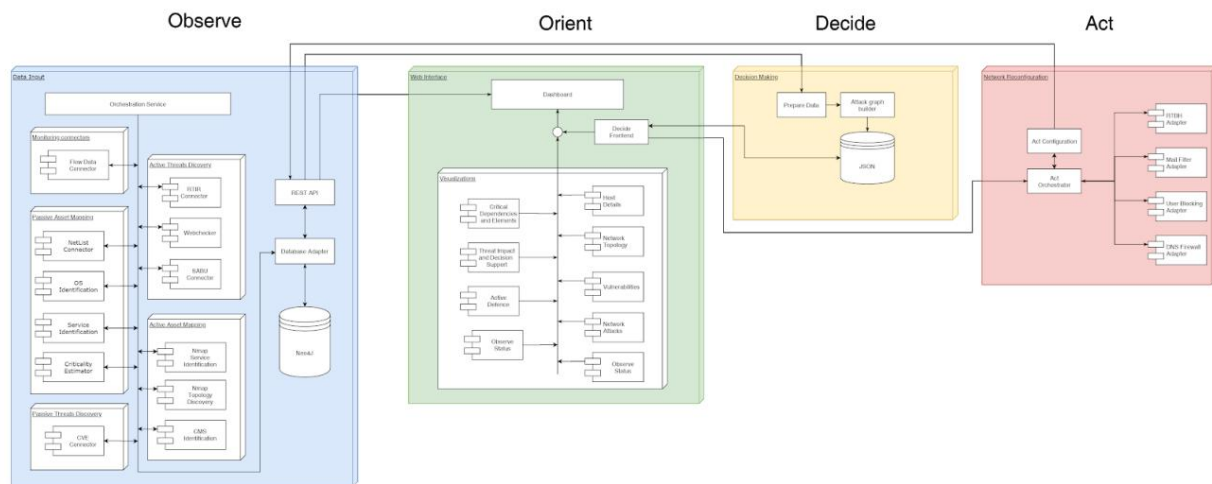 Observe
Orient
Decide
Act
Data Input
Orchestration Service
Monitoring connectors
Flow Data
Connector
Active Threats Dicovery
RTIR
Connector
Webchecker
SABU
Connector
Passive Asset Mapping
NetList
Connector
OS
Identification
Service
Identification
Criticality
Estimator
Active Asset Mapping
Nmap
Service
Identification
Nmap
Topology
Discovery
CMS
Identification
Passive Threats Discovery
CVE
Connector
REST API
Database Adapter
Neo4J
Web Interface
Dashboard
Decide
Frontend
Visualizations
Critical
Dependences
and Elements
Threat Impact
and Decision
Support
Active
Defence
Observe
Status
Host
Details
Network
Topology
Vulnerabilities
Network
Attacks
Observe
Status
Decision Making
Prepare Data
Attack graph
builder
JSON
Network Reconfiguration
Act Configuration
Act
Orchestrator
RTBH
Adapter
Mail Filter
Adapter
User Blocking
Adapter
DNS Firewall
Adapter